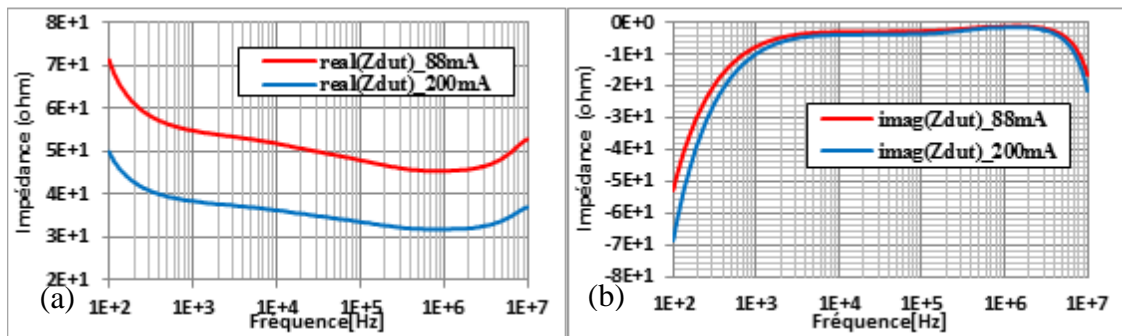 8E+1
7E+1
6E+1
5E+1
4E+1
3E+1
2E+1
Impédance (ohm)
real(Zdut)_88mA
real(Zdut)_200mA
1E+2 1E+3 1E+4 1E+5 1E+6 1E+7
Fréquence[Hz]
(a)
0E+0
-1E+1
-2E+1
-3E+1
-4E+1
-5E+1
-6E+1
-7E+1
-8E+1
Impédance (ohm)
imag(Zdut)_88mA
imag(Zdut)_200mA
1E+2 1E+3 1E+4 1E+5 1E+6 1E+7
Fréquence[Hz]
(b)